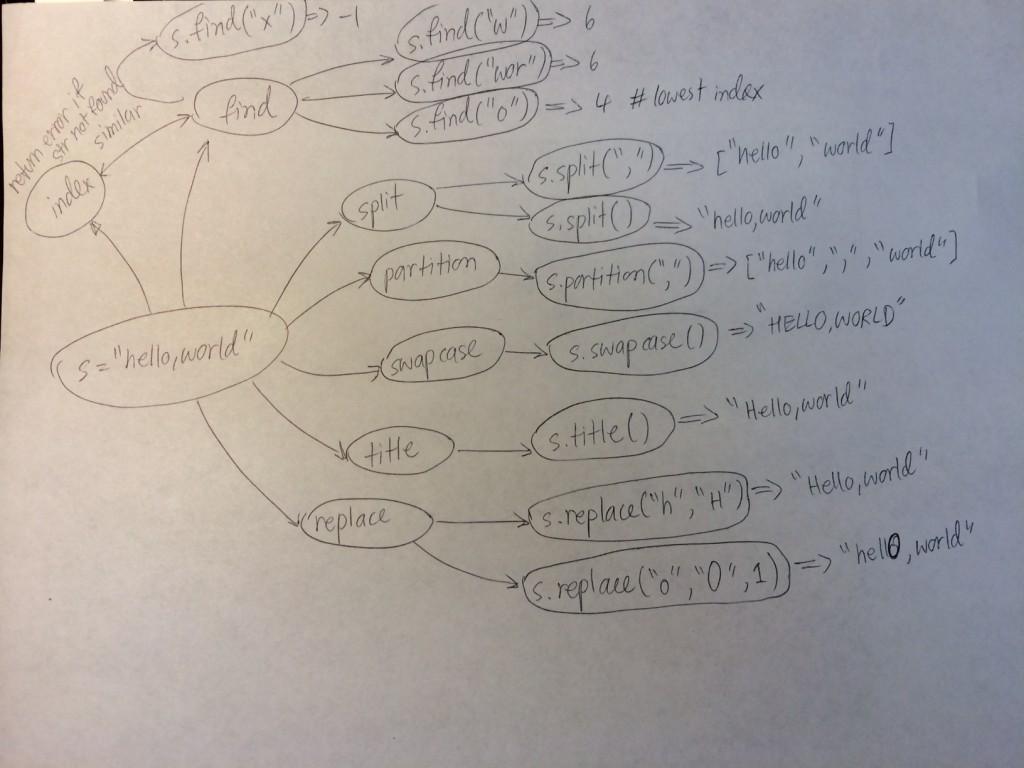 s.find("x") => -1
s.find("w") => 6
s.find("wor") => 6
s.find("o") => 4 # lowest index
find
return error if
str not found
similar
index
split
s.split(",") => ["hello", "world"]
s.split() => "hello,world"
partition
s.partition(",") => ["hello", ",", "world"]
s="hello,world"
swapcase
s.swapcase() => "HELLO,WORLD"
title
s.title() => "Hello,world"
replace
s.replace("h","H") => "Hello,world"
s.replace("o","O",1) => "hellO,world"